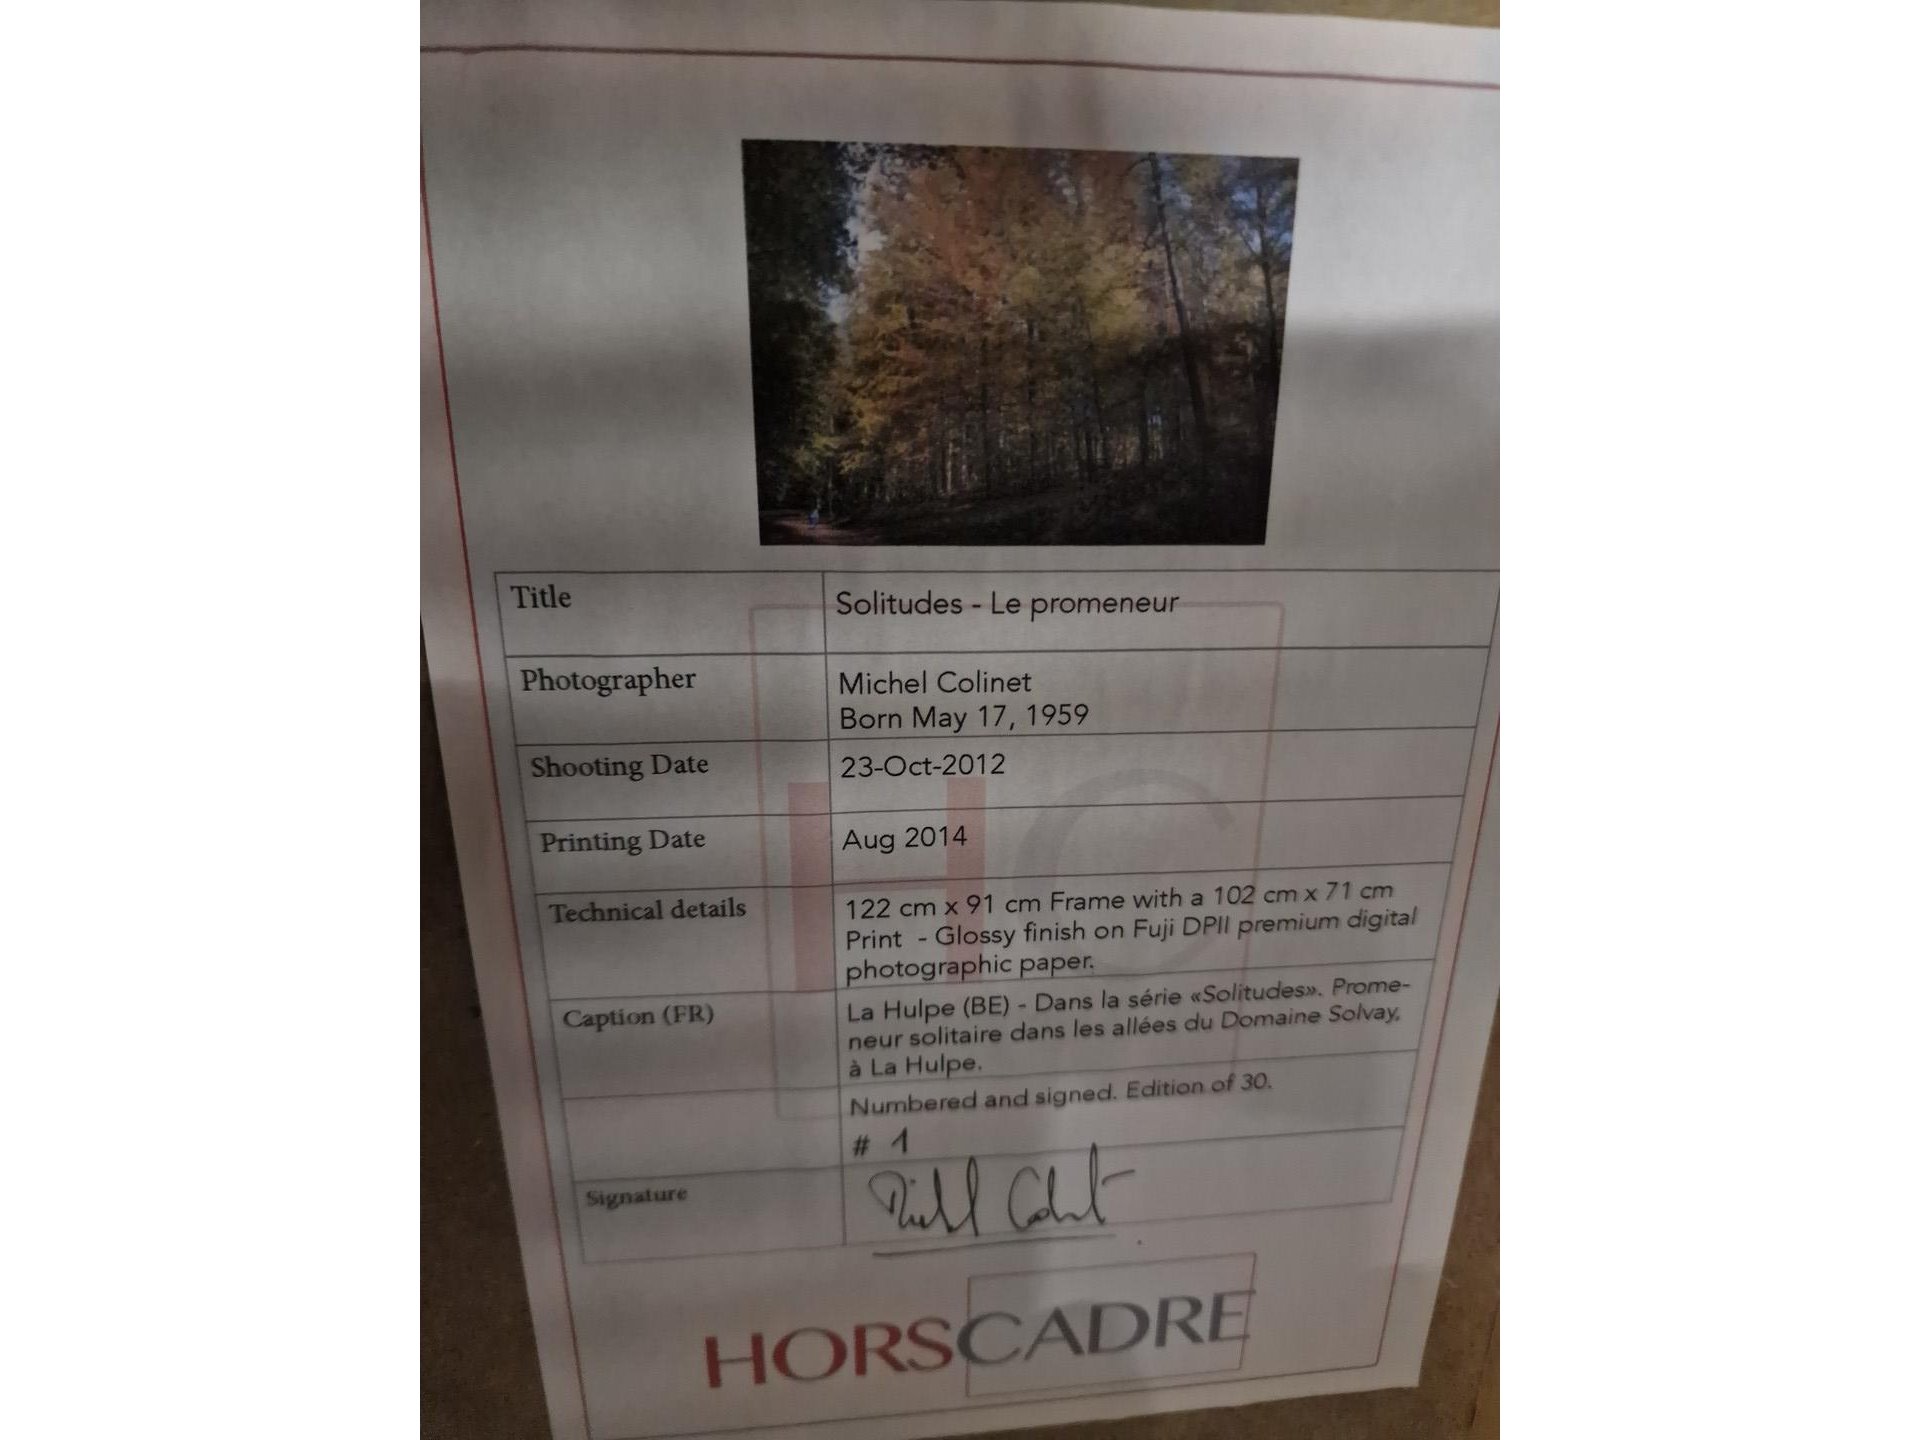 Title
Solitudes - Le promeneur
Photographer
Michel Colinet
Born May 17, 1959
Shooting Date
23-Oct-2012
Printing Date
Aug 2014
Technical details
122 cm x 91 cm Frame with a 102 cm x 71 cm
Print - Glossy finish on Fuji DPII premium digital
photographic paper.
Caption (FR)
La Hulpe (BE) - Dans la série «Solitudes». Prome-
neur solitaire dans les allées du Domaine Solvay,
à La Hulpe.
Numbered and signed. Edition of 30.
# 1
Signature
Michel Colinet
HC
HORSCADRE